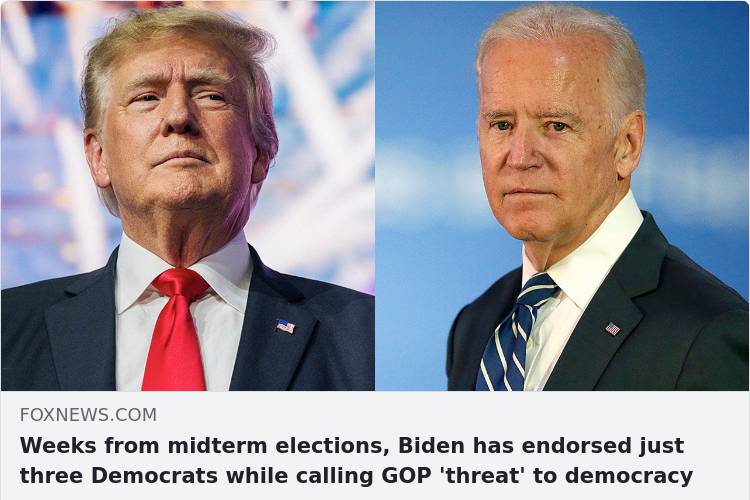 FOXNEWS.COM
Weeks from midterm elections, Biden has endorsed just
three Democrats while calling GOP 'threat' to democracy